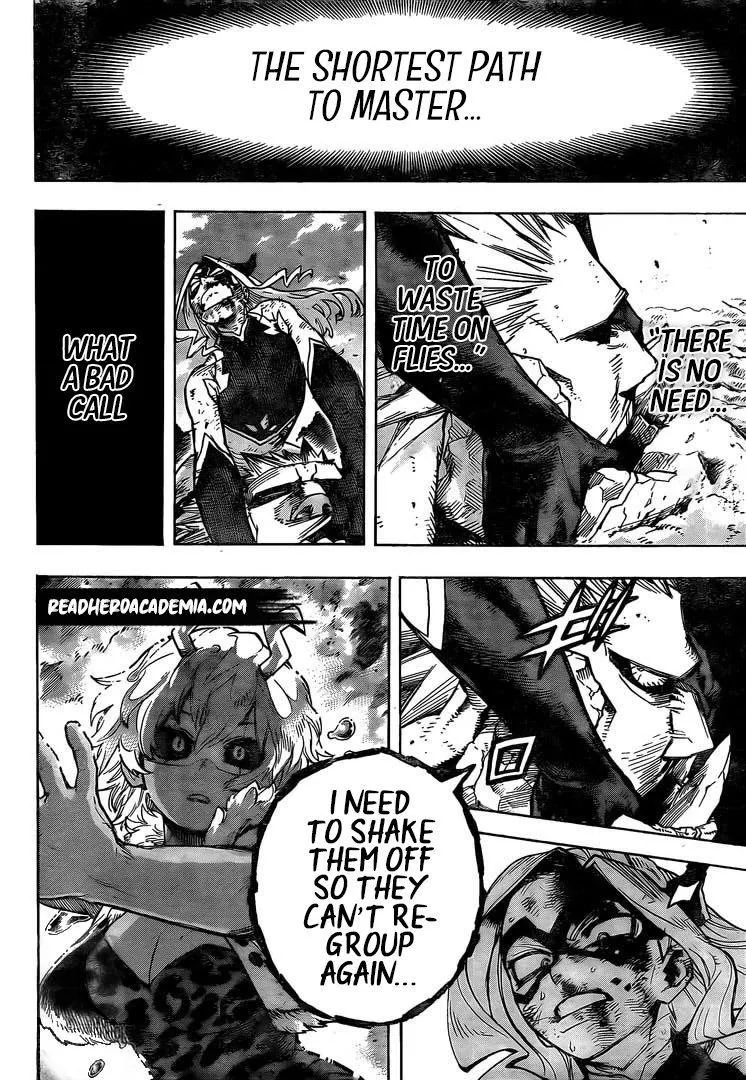 THE SHORTEST PATH
TO MASTER...
"THERE
IS NO
NEED...
TO
WASTE
TIME ON
FLIES..."
WHAT
A BAD
CALL
READHEROACADEMIA.COM
I NEED
TO SHAKE
THEM OFF
SO THEY
CAN'T RE-
GROUP
AGAIN...